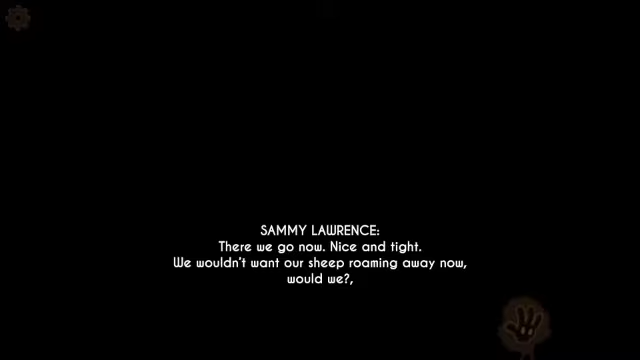 SAMMY LAWRENCE:
There we go now. Nice and tight.
We wouldn't want our sheep roaming away now,
would we?,